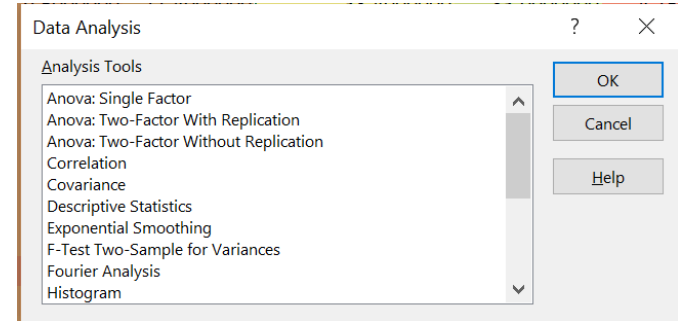 Data Analysis
?
Analysis Tools
Anova: Single Factor
Anova: Two-Factor With Replication
Anova: Two-Factor Without Replication
Correlation
Covariance
Descriptive Statistics
Exponential Smoothing
F-Test Two-Sample for Variances
Fourier Analysis
Histogram
OK
Cancel
Help